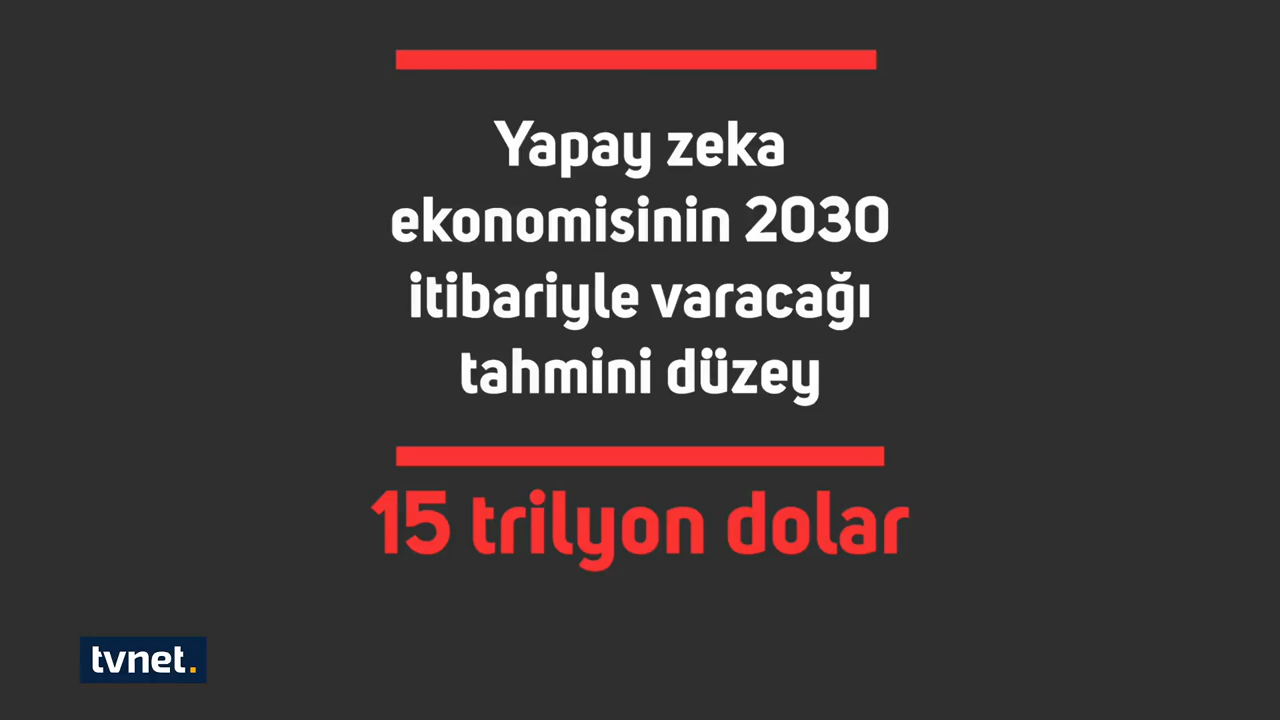 Yapay zeka
ekonomisinin 2030
itibariyle varacağı
tahmini düzey
15 trilyon dolar
tvnet.